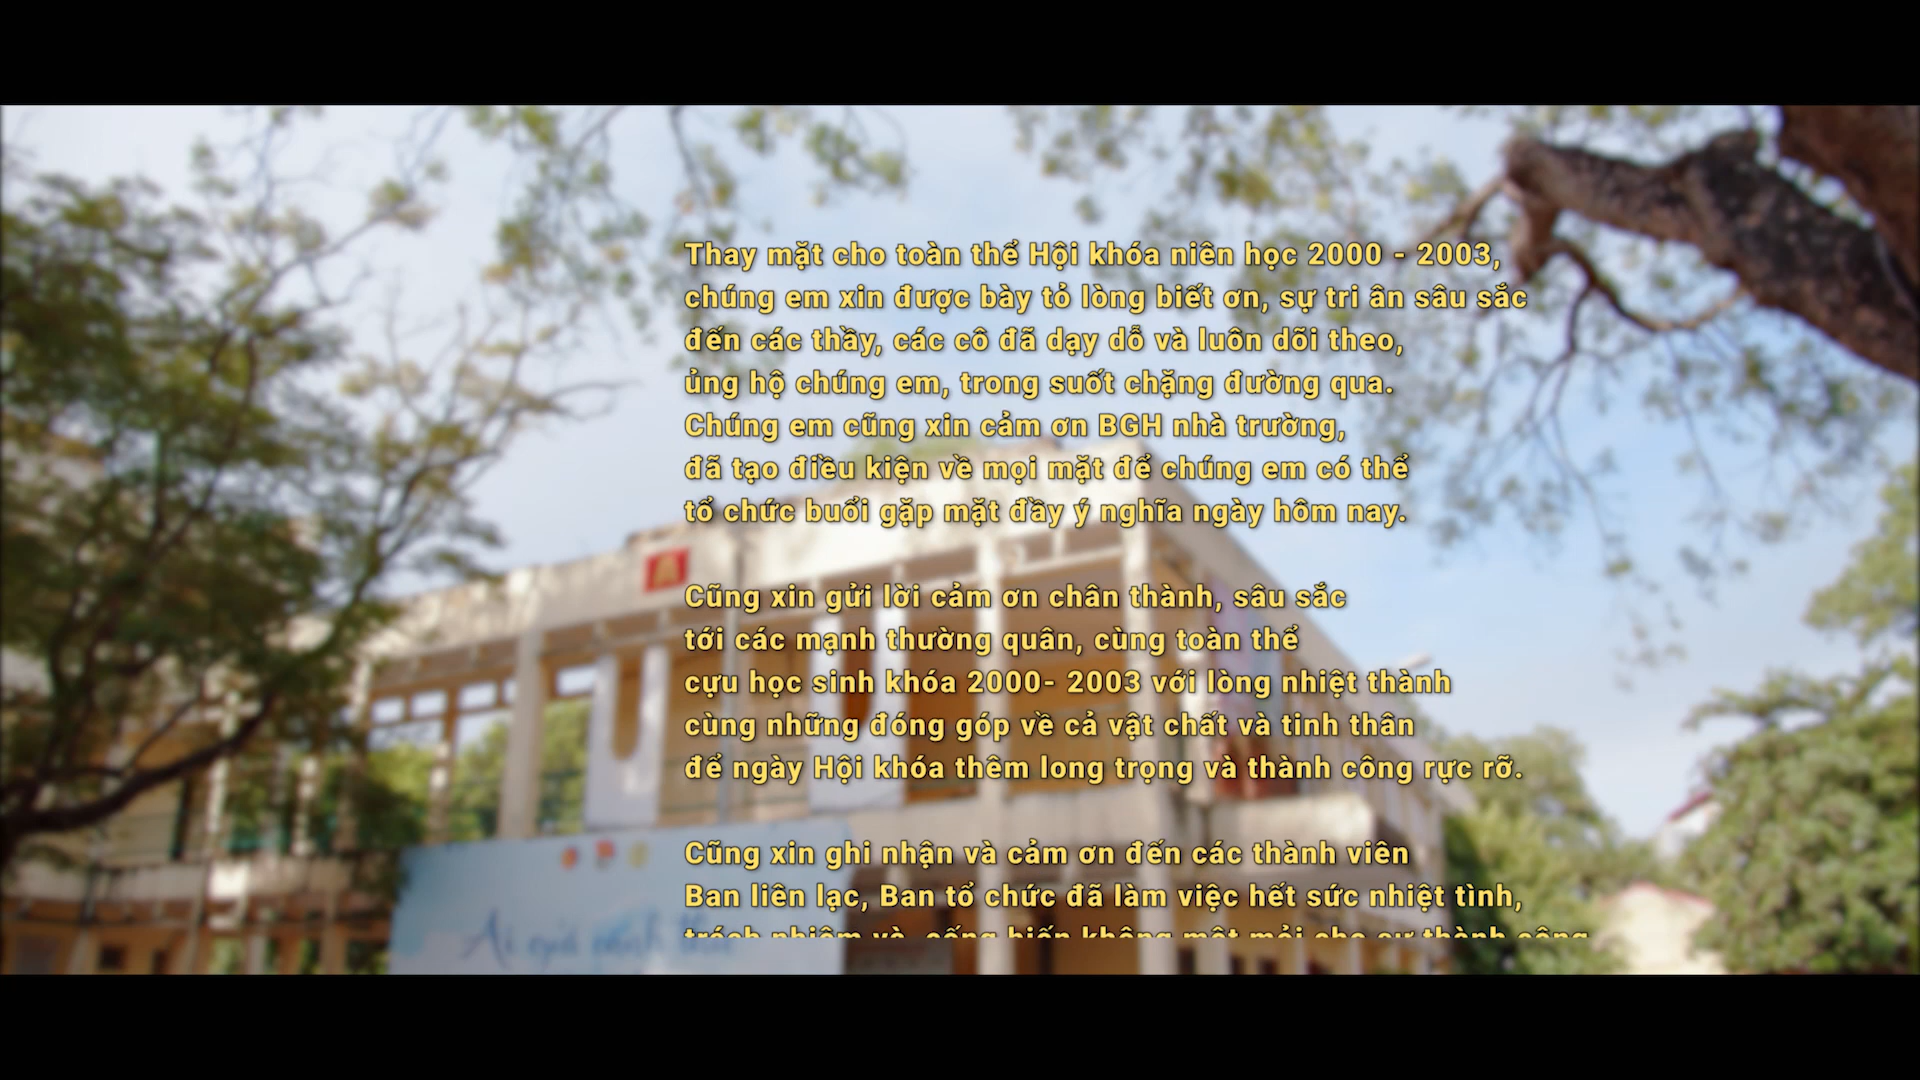 Thay mặt cho toàn thể Hội khóa niên học 2000 - 2003,
chúng em xin được bày tỏ lòng biết ơn, sự tri ân sâu sắc
đến các thầy, các cô đã dạy dỗ và luôn dõi theo,
ủng hộ chúng em, trong suốt chặng đường qua.
Chúng em cũng xin cảm ơn BGH nhà trường,
đã tạo điều kiện về mọi mặt để chúng em có thể
tổ chức buổi gặp mặt đầy ý nghĩa ngày hôm nay.
Cũng xin gửi lời cảm ơn chân thành, sâu sắc
tới các mạnh thường quân, cùng toàn thể
cựu học sinh khóa 2000- 2003 với lòng nhiệt thành
cùng những đóng góp về cả vật chất và tinh thân
để ngày Hội khóa thêm long trọng và thành công rực rỡ.
Cũng xin ghi nhận và cảm ơn đến các thành viên
Ban liên lạc, Ban tổ chức đã làm việc hết sức nhiệt tình,